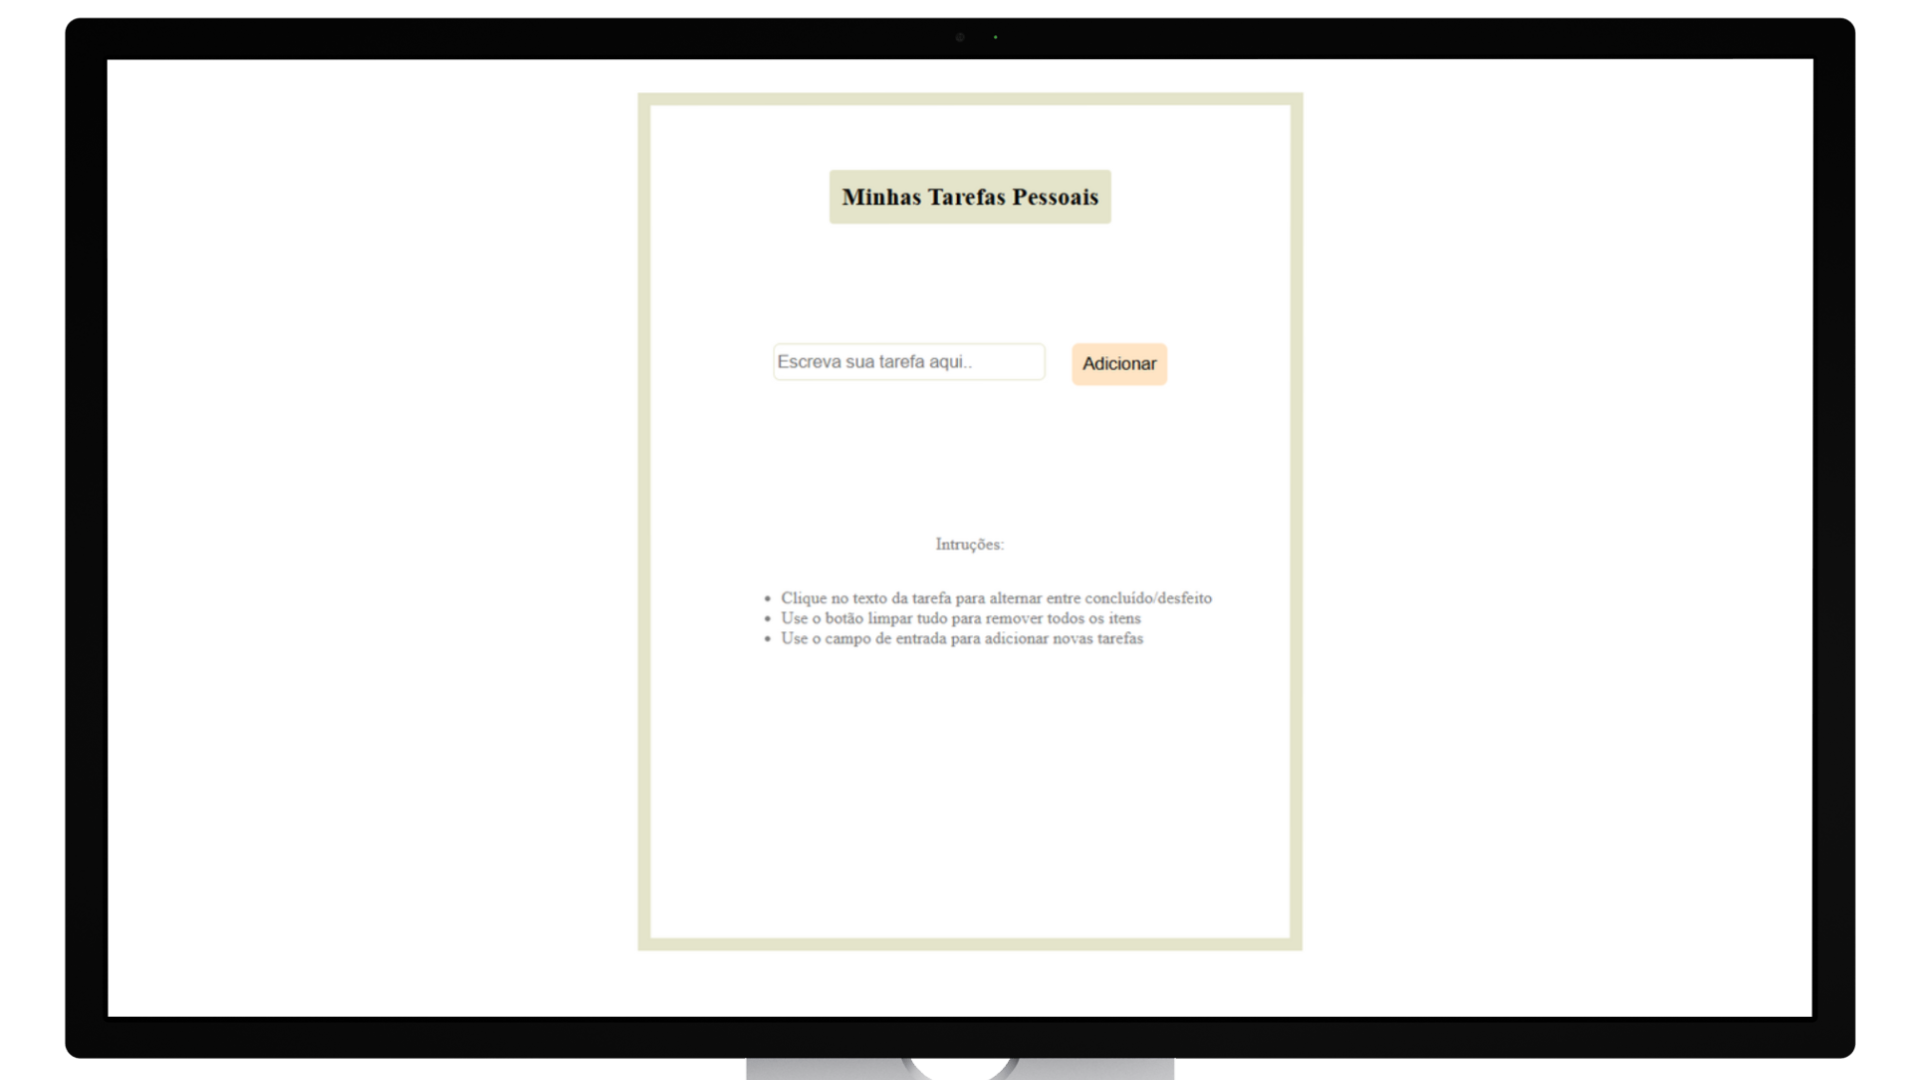 Minhas Tarefas Pessoais
Escreva sua tarefa aqui..
Adicionar
Intruções:
Clique no texto da tarefa para alternar entre concluído/desfeito
Use o botão limpar tudo para remover todos os itens
Use o campo de entrada para adicionar novas tarefas